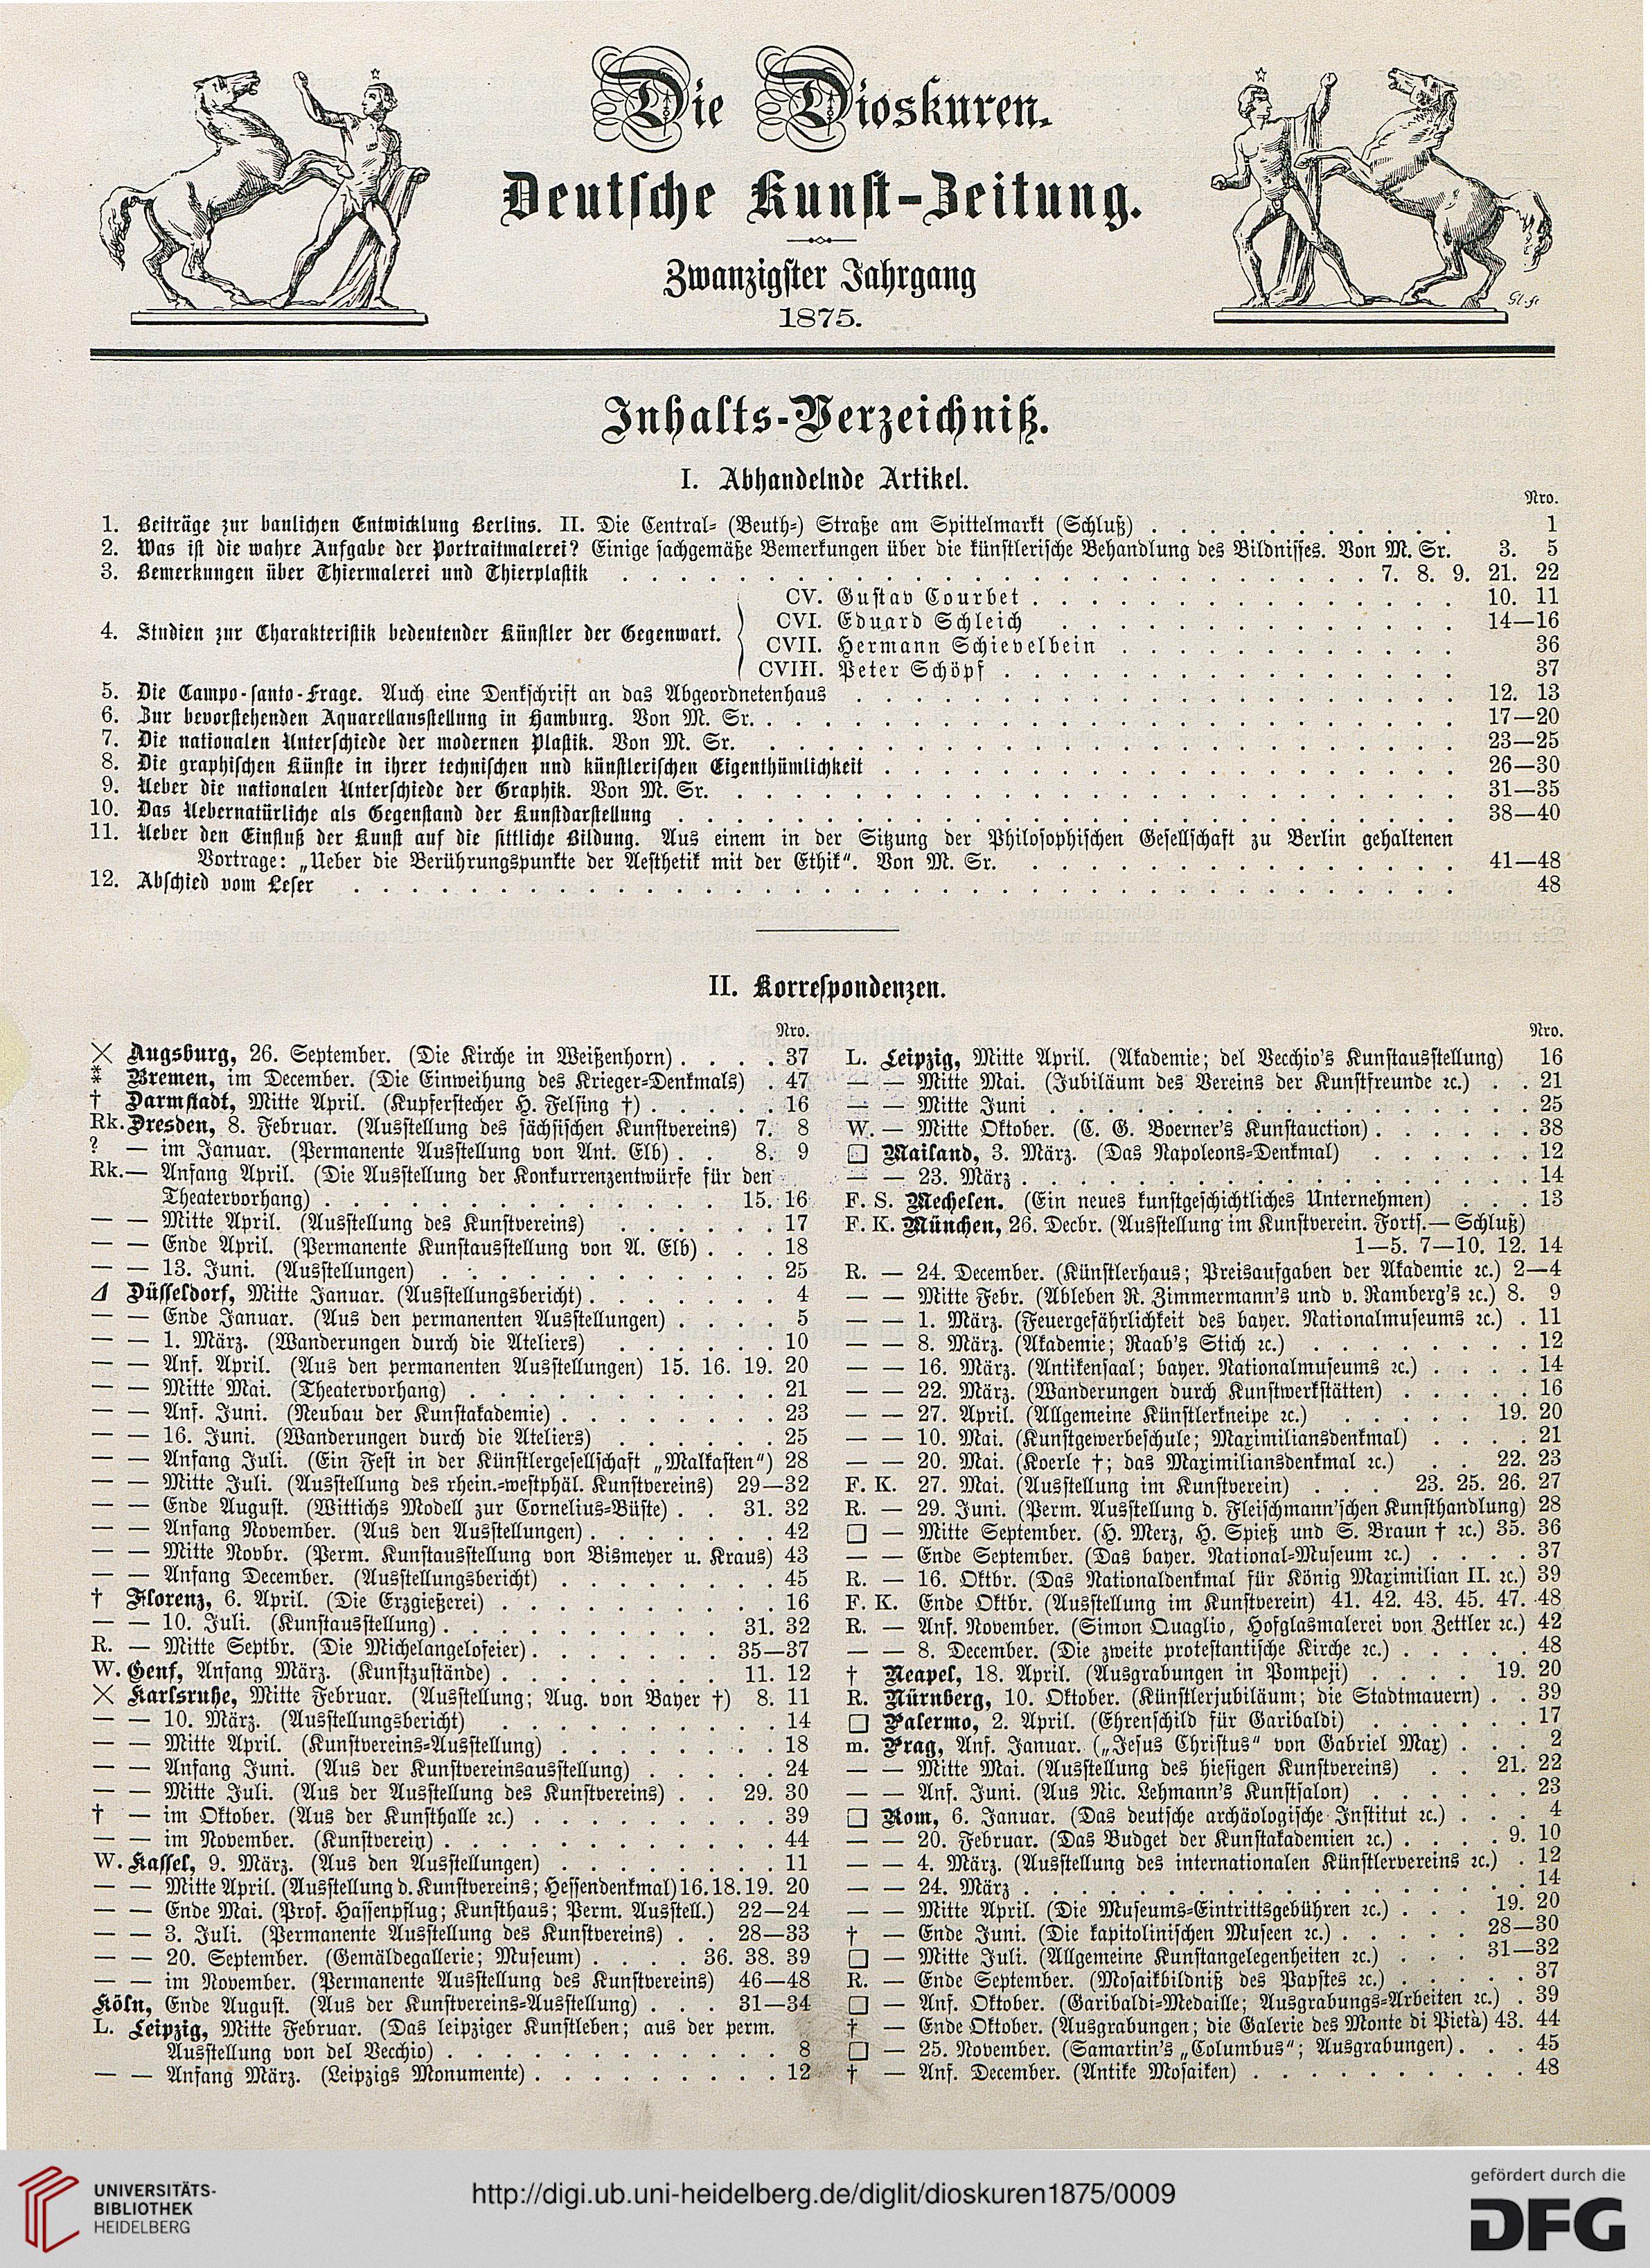 Die Dioskuren.
Deutsche Kunst-Zeitung.
Zwanzigster Jahrgang
1875.
Gl. sc
Inhalts-Verzeichniß.
I. Abhandelnde Artikel.
Nro.
1. Beiträge zur baulichen Entwicklung Berlins. II. Die Central- (Beuth-) Straße am Spittelmarkt (Schluß) . . . 1
2. Was ist die wahre Aufgabe der Portraitmalerei? Einige sachgemäße Bemerkungen über die künstlerische Behandlung des Bildnisses. Von M. Sr. 3. 5
3. Bemerkungen über Thiermalerei und Thierplastik . . . 7. 8. 9. 21. 22
CV. Gustav Courbet . . . 10. 11
4. Studien zur Charakteristik bedeutender Künstler der Gegenwart. CVI. Eduard Schleich . . . 14—16
CVII. Hermann Schievelbein . . . 36
CVIII. Peter Schöpf . . . 37
5. Die Campo-santo-Frage. Auch eine Denkschrift an das Abgeordnetenhaus . . . 12. 13
6. Zur bevorstehenden Aquarellausstellung in Hamburg. Von M. Sr. . . . 17—20
7. Die nationalen Unterschiede der modernen Plastik. Von M. Sr. . . . 23—25
8. Die graphischen Künste in ihrer technischen und künstlerischen Eigenthümlichkeit . . . 26—30
9. Ueber die nationalen Unterschiede der Graphik. Von M. Sr. . . . 31—35
10. Das Uebernatürliche als Gegenstand der Kunstdarstellung . . . 38—40
11. Ueber den Einfluß der Kunst auf die sittliche Bildung. Aus einem in der Sitzung der Philosophischen Gesellschaft zu Berlin gehaltenen
Vortrage: „Ueber die Berührungspunkte der Aesthetik mit der Ethik“. Von M. Sr. . . . 41—48
12. Abschied vom Leser . . . 48
II. Korrespondenzen.
Nro.
⨉ Augsburg, 26. September. (Die Kirche in Weißenhorn) . . . 37
⁑ Bremen, im December. (Die Einweihung des Krieger-Denkmals) . 47
† Darmstadt, Mitte April. (Kupferstecher H. Felsing †) . . . 16
Rk. Dresden, 8. Februar. (Ausstellung des sächsischen Kunstvereins) 7. 8
? — im Januar. (Permanente Ausstellung von Ant. Elb) . . 8. 9
Rk. — Anfang April. (Die Ausstellung der Konkurrenzentwürfe für den
Theatervorhang) . . . 15. 16
— — Mitte April. (Ausstellung des Kunstvereins) . . . 17
— — Ende April. (Permanente Kunstausstellung von A. Elb) . . . 18
— — 13. Juni. (Ausstellungen) . . . 25
⊿ Düsseldorf, Mitte Januar. (Ausstellungsbericht) . . . 4
— — Ende Januar. (Aus den permanenten Ausstellungen) . . . 5
— — 1. März. (Wanderungen durch die Ateliers) . . . 10
— — Anf. April. (Aus den permanenten Ausstellungen) 15. 16. 19. 20
— — Mitte Mai. (Theatervorhang) . . . 21
— — Anf. Juni. (Neubau der Kunstakademie) . . . 23
— — 16. Juni. (Wanderungen durch die Ateliers) . . . 25
— — Anfang Juli. (Ein Fest in der Künstlergesellschaft „Malkasten“) 28
— — Mitte Juli. (Ausstellung des rhein.-westphäl. Kunstvereins) 29—32
— — Ende August. (Wittichs Modell zur Cornelius-Büste) . . 31. 32
— — Anfang November. (Aus den Ausstellungen) . . . 42
— — Mitte Novbr. (Perm. Kunstausstellung von Bismeyer u. Kraus) 43
— — Anfang December. (Ausstellungsbericht) . . . 45
† Florenz, 6. April. (Die Erzgießerei) . . . 16
— — 10. Juli. (Kunstausstellung) . . . 31. 32
R. — Mitte Septbr. (Die Michelangelofeier) . . . 35—37
W. Genf, Anfang März. (Kunstzustände) . . . 11. 12
⨉ Karlsruhe, Mitte Februar. (Ausstellung; Aug. von Bayer †) 8. 11
— — 10. März. (Ausstellungsbericht) . . . 14
— — Mitte April. (Kunstvereins-Ausstellung) . . . 18
— — Anfang Juni. (Aus der Kunstvereinsausstellung) . . . 24
— — Mitte Juli. (Aus der Ausstellung des Kunstvereins) . . 29. 30
† — im Oktober. (Aus der Kunsthalle ꝛc.) . . . 39
— — im November. (Kunstverein) . . . 44
W. Kassel, 9. März. (Aus den Ausstellungen) . . . 11
— — Mitte April. (Ausstellung d. Kunstvereins; Hessendenkmal) 16. 18. 19. 20
— — Ende Mai. (Prof. Hassenpflug; Kunsthaus; Perm. Ausstell.) 22—24
— — 3. Juli. (Permanente Ausstellung des Kunstvereins) . . 28—33
— — 20. September. (Gemäldegallerie; Museum) . . . 36. 38. 39
— — im November. (Permanente Ausstellung des Kunstvereins) 46—48
Köln, Ende August. (Aus der Kunstvereins-Ausstellung) . . . 31—34
L. Leipzig, Mitte Februar. (Das leipziger Kunstleben; aus der perm.
Ausstellung von del Vecchio) . . . 8
— — Anfang März. (Leipzigs Monumente) . . . 12
Nro.
L. Leipzig, Mitte April. (Akademie; del Vecchio's Kunstausstellung) 16
— — Mitte Mai. (Jubiläum des Vereins der Kunstfreunde ꝛc.) . . 21
— — Mitte Juni . . . 25
W. — Mitte Oktober. (C. G. Boerner's Kunstauction) . . . 38
□ Mailand, 3. März. (Das Napoleons-Denkmal) . . . 12
— — 23. März . . . 14
F. S. Mechelen. (Ein neues kunstgeschichtliches Unternehmen) . . . 13
F. K. München, 26. Decbr. (Ausstellung im Kunstverein. Forts.—Schluß)
1—5. 7—10. 12. 14
R. — 24. December. (Künstlerhaus; Preisaufgaben der Akademie ꝛc.) 2—4
— — Mitte Febr. (Ableben R. Zimmermann's und v. Ramberg's ꝛc.) 8. 9
— — 1. März. (Feuergefährlichkeit des bayer. Nationalmuseums ꝛc.) . 11
— — 8. März. (Akademie; Raab's Stich ꝛc.) . . . 12
— — 16. März. (Antikensaal; bayer. Nationalmuseums ꝛc.) . . . 14
— — 22. März. (Wanderungen durch Kunstwerkstätten) . . . 16
— — 27. April. (Allgemeine Künstlerkneipe ꝛc.) . . . 19. 20
— — 10. Mai. (Kunstgewerbeschule; Maximiliansdenkmal) . . . 21
— — 20. Mai. (Koerle †; das Maximiliansdenkmal ꝛc.) . . 22. 23
F. K. 27. Mai. (Ausstellung im Kunstverein) . . . 23. 25. 26. 27
R. — 29. Juni. (Perm. Ausstellung d. Fleischmann'schen Kunsthandlung) 28
□ — Mitte September. (H. Merz, H. Spieß und S. Braun † ꝛc.) 35. 36
— — Ende September. (Das bayer. National-Museum ꝛc.) . . . 37
R. — 16. Oktbr. (Das Nationaldenkmal für König Maximilian II. ꝛc.) 39
F. K. Ende Oktbr. (Ausstellung im Kunstverein) 41. 42. 43. 45. 47. 48
R. — Anf. November. (Simon Quaglio, Hofglasmalerei von Zettler ꝛc.) 42
— — 8. December. (Die zweite protestantische Kirche ꝛc.) . . . 48
† Neapel, 18. April. (Ausgrabungen in Pompeji) . . . 19. 20
R. Nürnberg, 10. Oktober. (Künstlerjubiläum; die Stadtmauern) . . 39
□ Palermo, 2. April. (Ehrenschild für Garibaldi) . . . 17
m. Prag, Anf. Januar. („Jesus Christus“ von Gabriel Max) . . . 2
— — Mitte Mai. (Ausstellung des hiesigen Kunstvereins) . . 21. 22
— — Anf. Juni. (Aus Nic. Lehmann's Kunstsalon) . . . 23
□ Rom, 6. Januar. (Das deutsche archäologische Institut ꝛc.) . . . 4
— — 20. Februar. (Das Budget der Kunstakademien ꝛc.) . . . 9. 10
— — 4. März. (Ausstellung des internationalen Künstlervereins ꝛc.) . 12
— — 24. März . . . 14
— — Mitte April. (Die Museums-Eintrittsgebühren ꝛc.) . . . 19. 20
† — Ende Juni. (Die kapitolinischen Museen ꝛc.) . . . 28—30
□ — Mitte Juli. (Allgemeine Kunstangelegenheiten ꝛc.) . . . 31—32
R. — Ende September. (Mosaikbildniß des Papstes ꝛc.) . . . 37
□ — Anf. Oktober. (Garibaldi-Medaille; Ausgrabungs-Arbeiten ꝛc.) . 39
† — Ende Oktober. (Ausgrabungen; die Galerie des Monte di Pietà) 43. 44
□ — 25. November. (Samartin's „Columbus“; Ausgrabungen) . . . 45
† — Anf. December. (Antike Mosaiken) . . . 48
UNIVERSITÄTS-
BIBLIOTHEK
HEIDELBERG
http://digi.ub.uni-heidelberg.de/diglit/dioskuren1875/0009
gefördert durch die
DFG